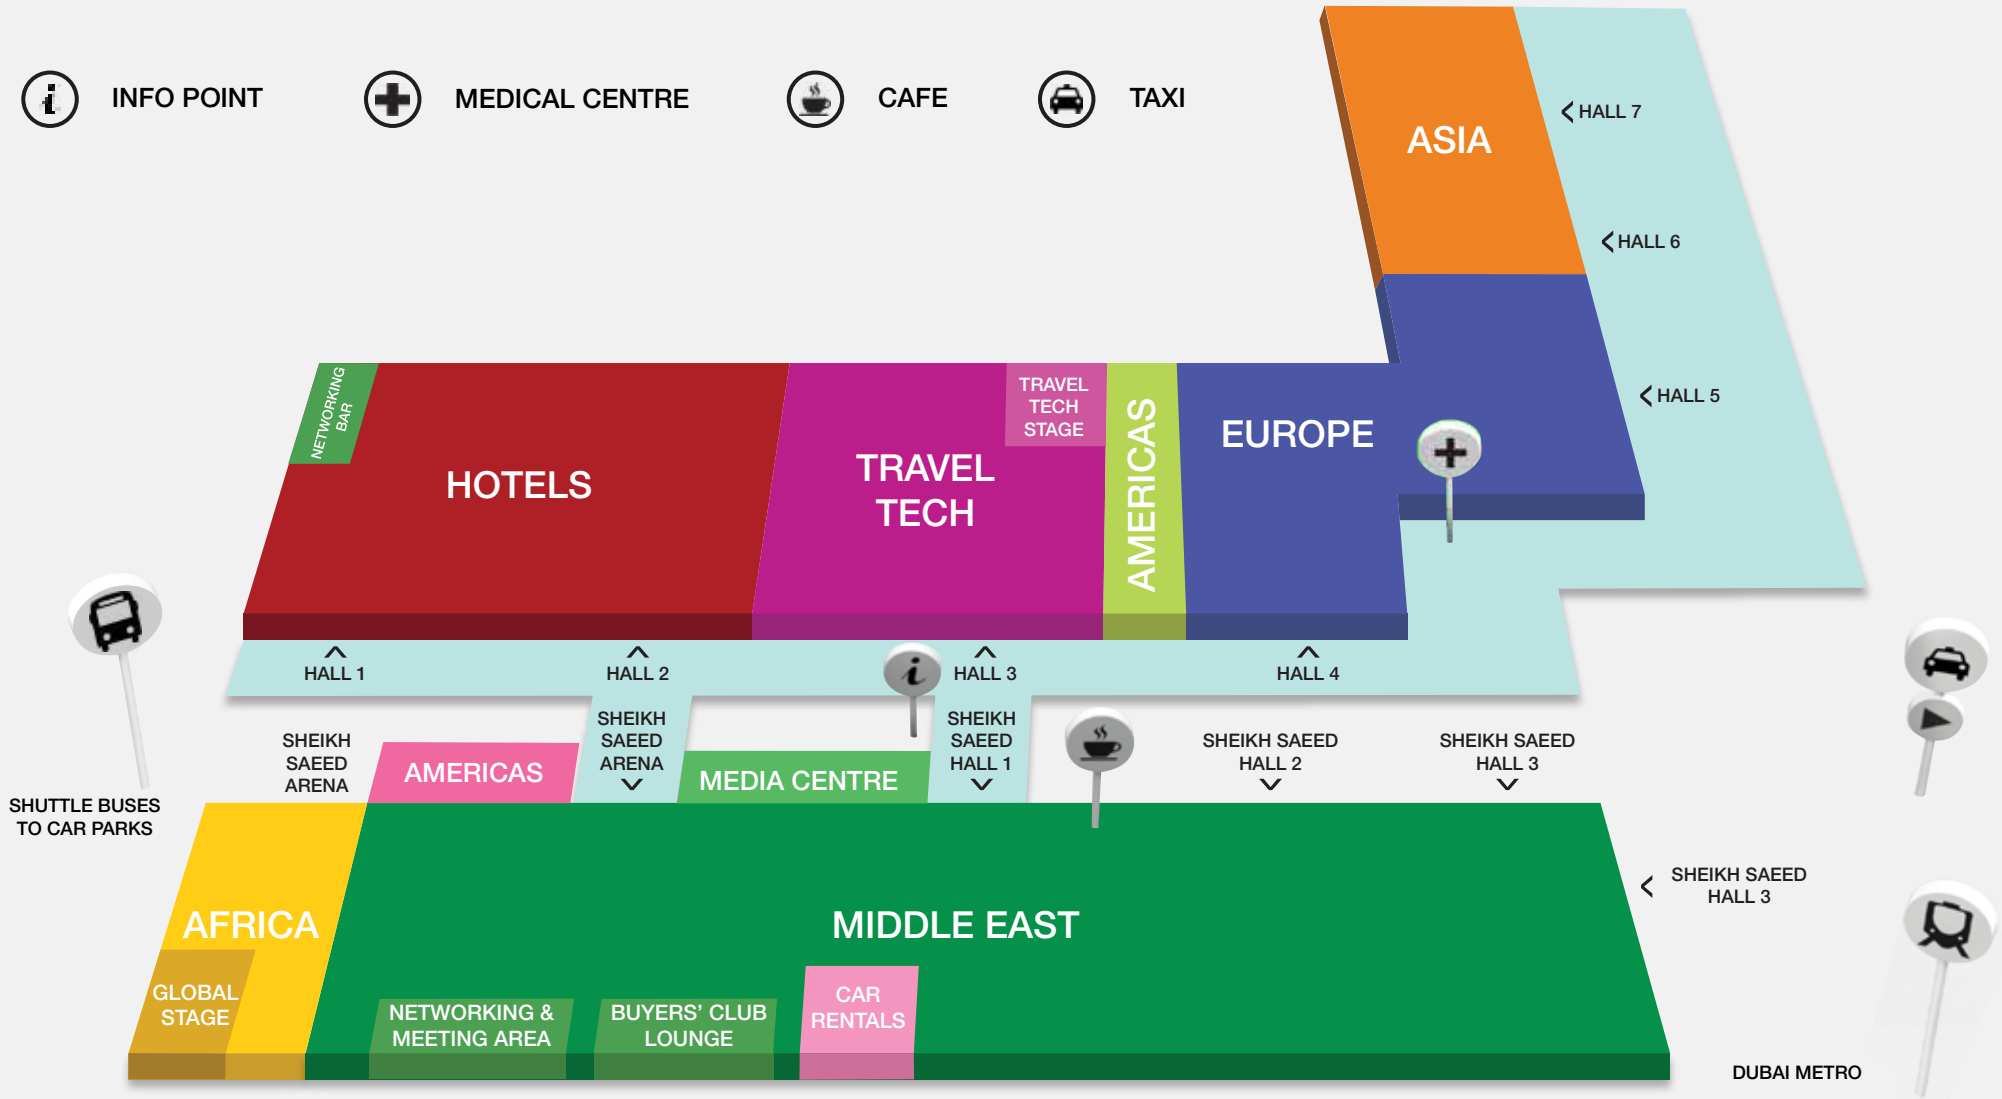 INFO POINT
MEDICAL CENTRE
CAFE
TAXI
ASIA
HALL 7
HALL 6
HALL 5
NETWORKING
BAR
HOTELS
TRAVEL
TECH
TRAVEL
TECH
STAGE
AMERICAS
EUROPE
HALL 1
HALL 2
HALL 3
HALL 4
SHUTTLE BUSES
TO CAR PARKS
SHEIKH
SAEED
ARENA
AMERICAS
SHEIKH
SAEED
ARENA
MEDIA CENTRE
SHEIKH
SAEED
HALL 1
SHEIKH SAEED
HALL 2
SHEIKH SAEED
HALL 3
SHEIKH SAEED
HALL 3
AFRICA
GLOBAL
STAGE
MIDDLE EAST
NETWORKING &
MEETING AREA
BUYERS’ CLUB
LOUNGE
CAR
RENTALS
DUBAI METRO